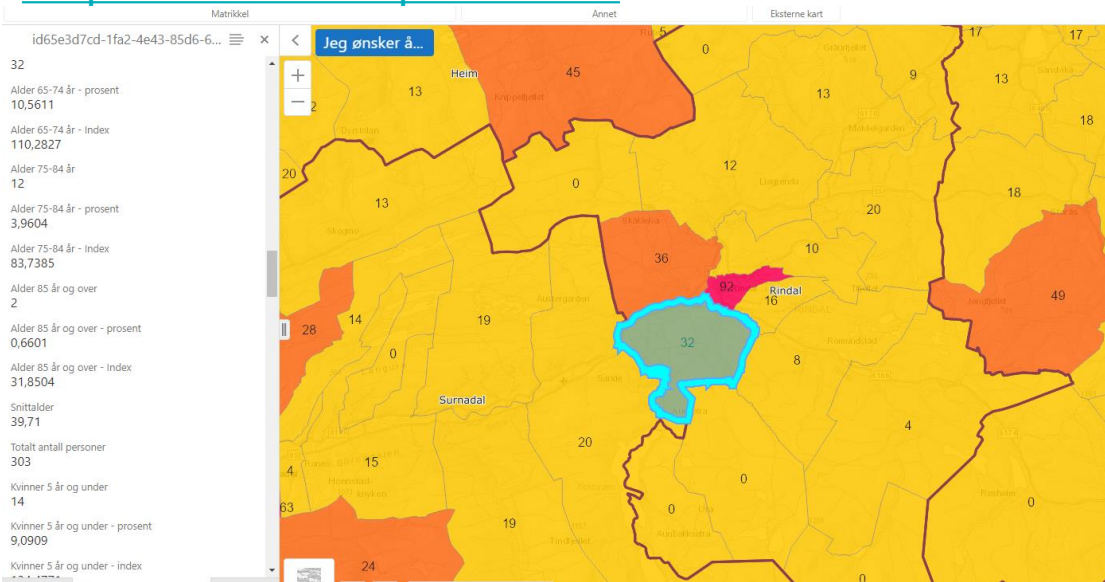 Matrikkel
Annet
Eksterne kart
id65e3d7cd-1fa2-4e43-85d6-6...
32
Alder 65-74 år - prosent
10,5611
Alder 65-74 år - Index
110,2827
Alder 75-84 år
12
Alder 75-84 år - prosent
3,9604
Alder 75-84 år - Index
83,7385
Alder 85 år og over
2
Alder 85 år og over - prosent
0,6601
Alder 85 år og over - Index
31,8504
Snittalder
39,71
Totalt antall personer
303
Kvinner 5 år og under
14
Kvinner 5 år og under - prosent
9,0909
Kvinner 5 år og under - index
Jeg ønsker å...
5
0
17
17
Heim
45
13
9
13
13
18
12
20
0
13
18
20
10
36
92
Rindal
16
49
28
14
19
0
32
8
Surnadal
4
20
15
4
63
0
0
0
19
24
0